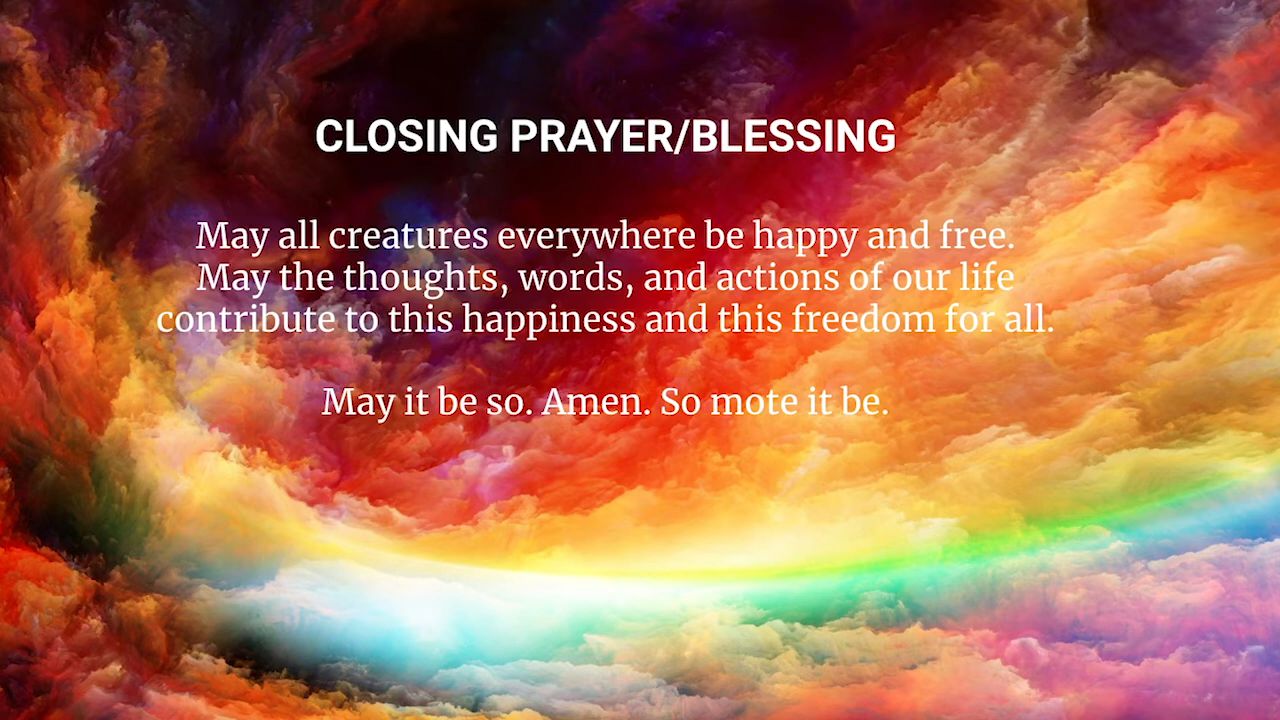 CLOSING PRAYER/BLESSING
May all creatures everywhere be happy and free.
May the thoughts, words, and actions of our life
contribute to this happiness and this freedom for all.
May it be so. Amen. So mote it be.